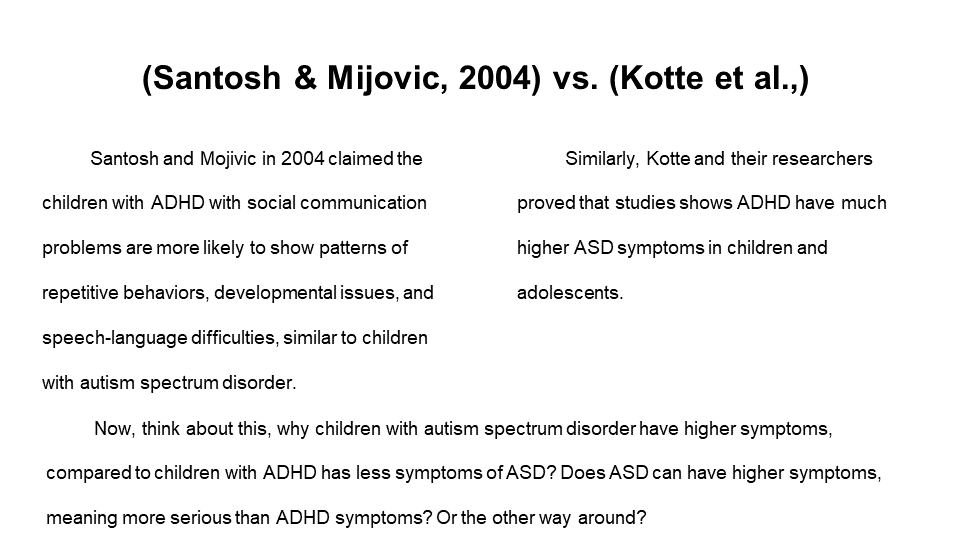 (Santosh & Mijovic, 2004) vs. (Kotte et al.,)
Santosh and Mojivic in 2004 claimed the
children with ADHD with social communication
problems are more likely to show patterns of
repetitive behaviors, developmental issues, and
speech-language difficulties, similar to children
with autism spectrum disorder.
Similarly, Kotte and their researchers
proved that studies shows ADHD have much
higher ASD symptoms in children and
adolescents.
Now, think about this, why children with autism spectrum disorder have higher symptoms,
compared to children with ADHD has less symptoms of ASD? Does ASD can have higher symptoms,
meaning more serious than ADHD symptoms? Or the other way around?